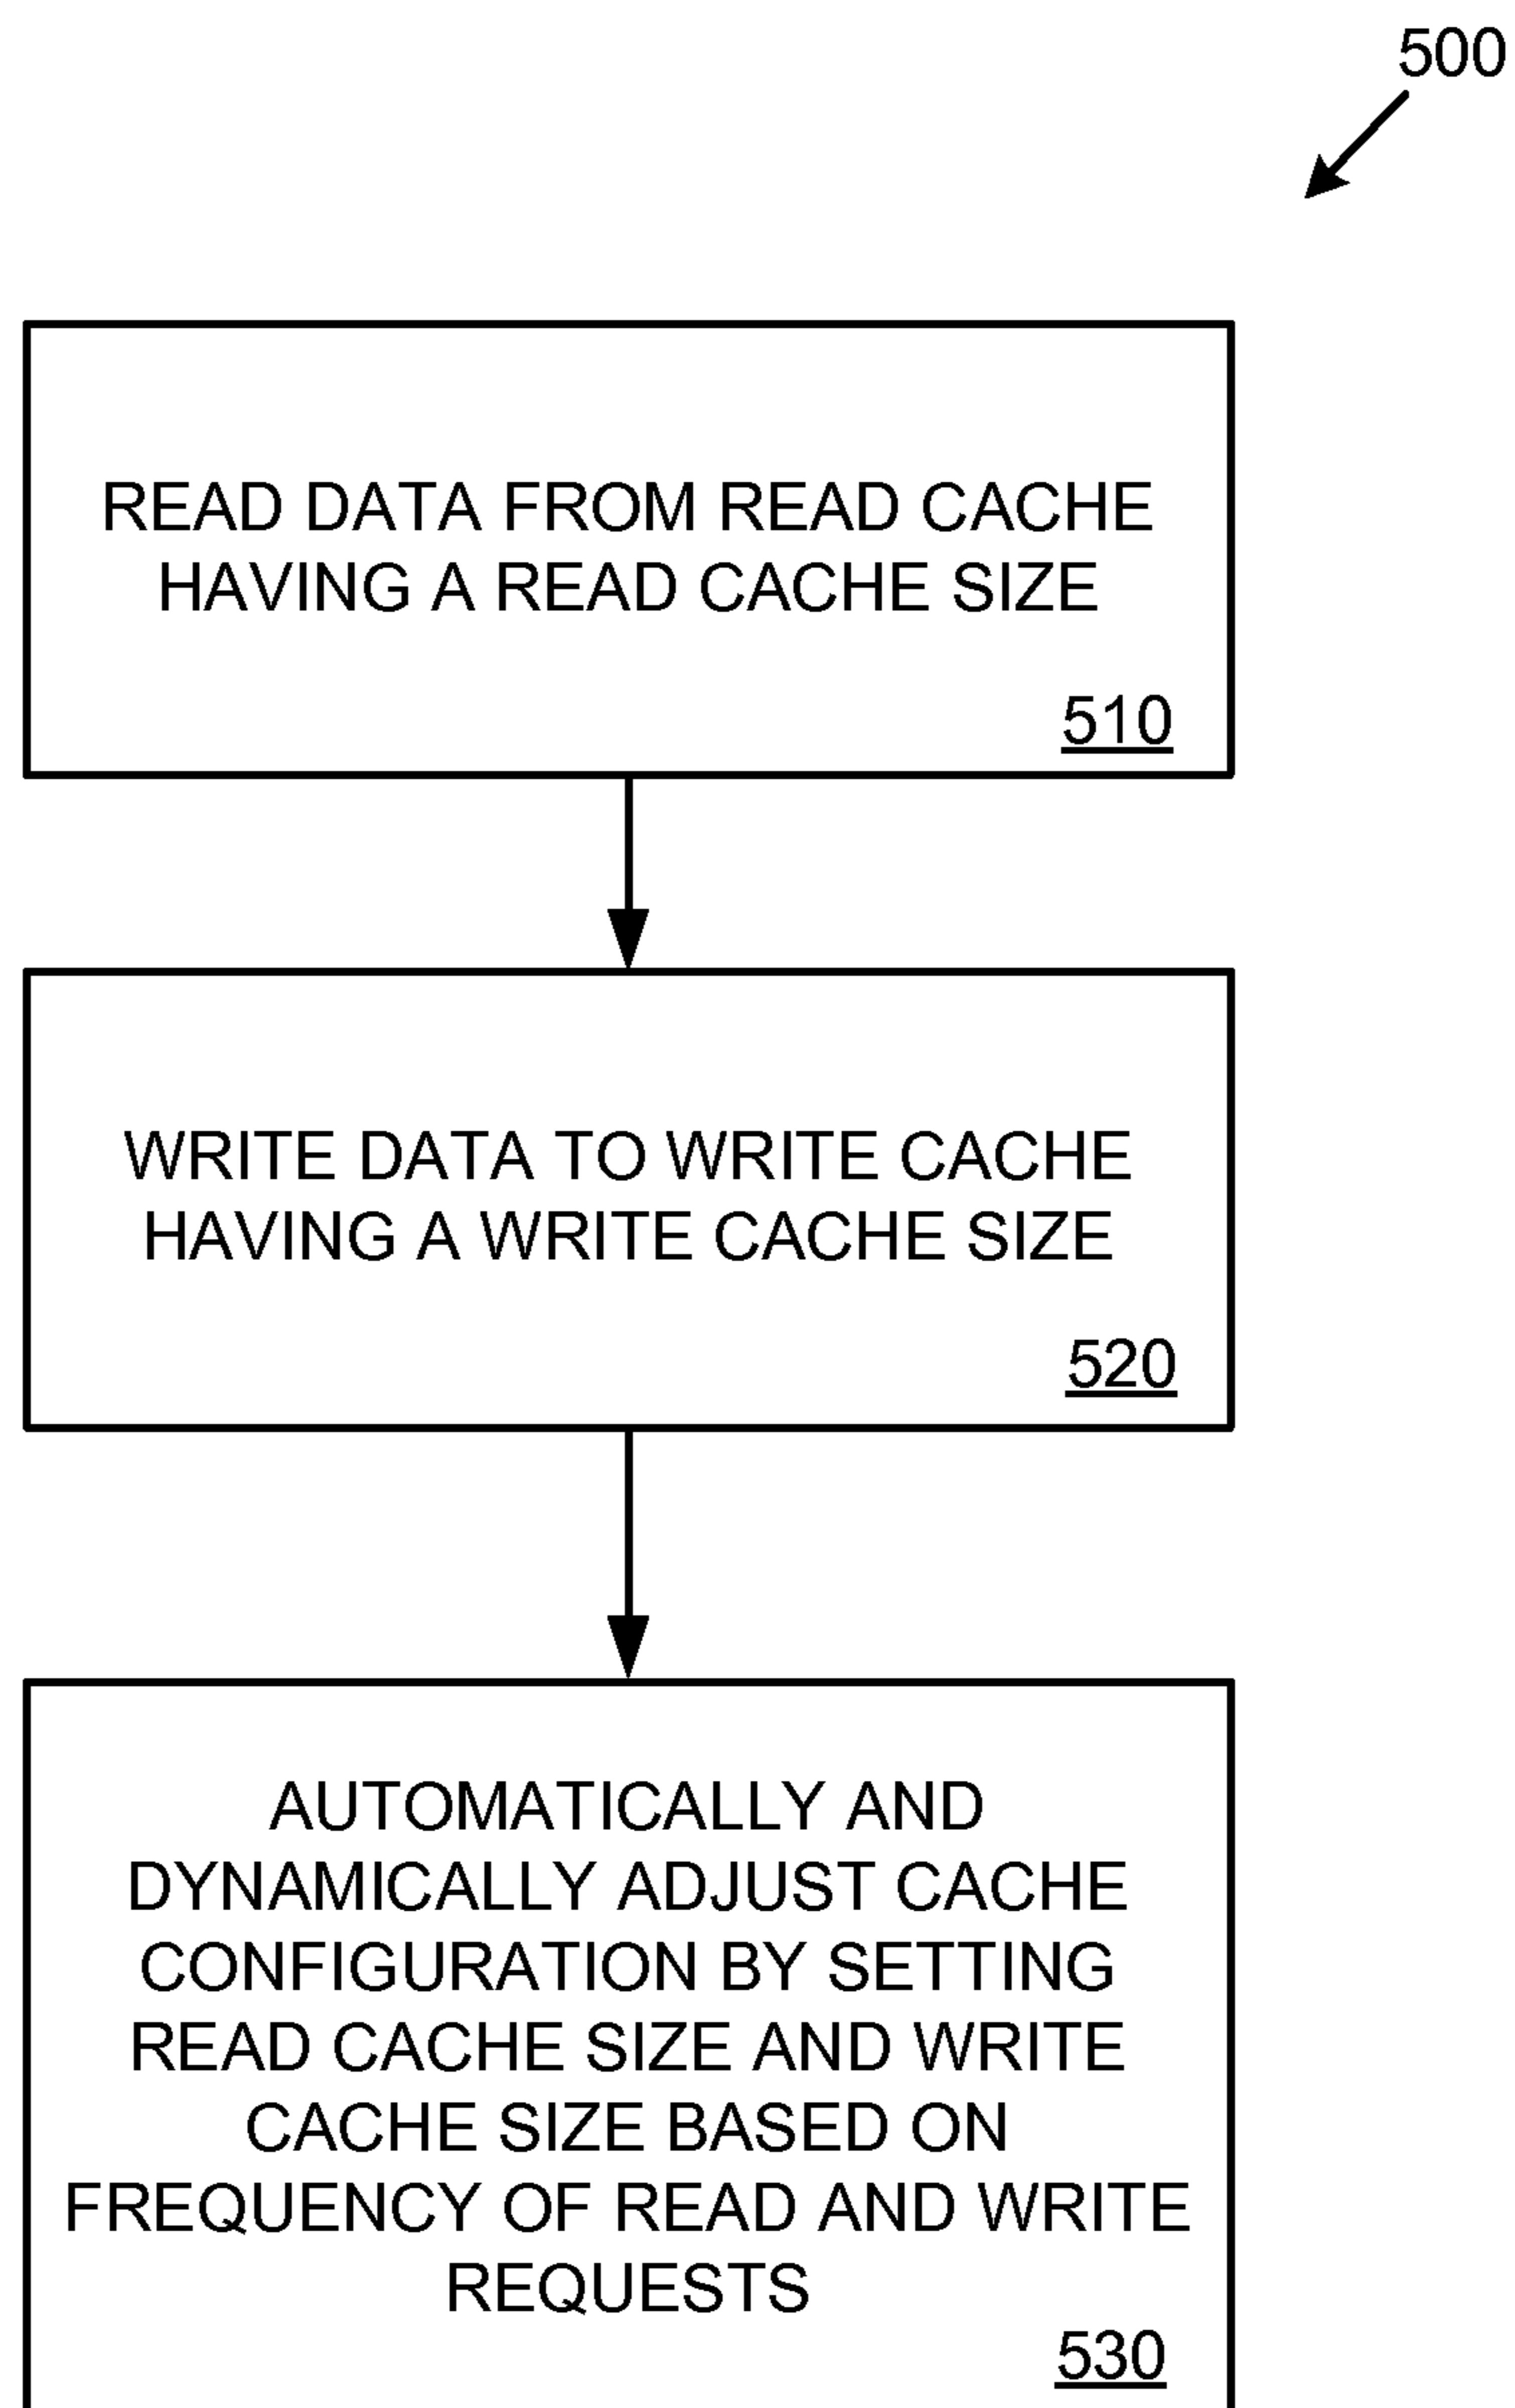 500
READ DATA FROM READ CACHE
HAVING A READ CACHE SIZE
510
WRITE DATA TO WRITE CACHE
HAVING A WRITE CACHE SIZE
520
AUTOMATICALLY AND
DYNAMICALLY ADJUST CACHE
CONFIGURATION BY SETTING
READ CACHE SIZE AND WRITE
CACHE SIZE BASED ON
FREQUENCY OF READ AND WRITE
REQUESTS
530